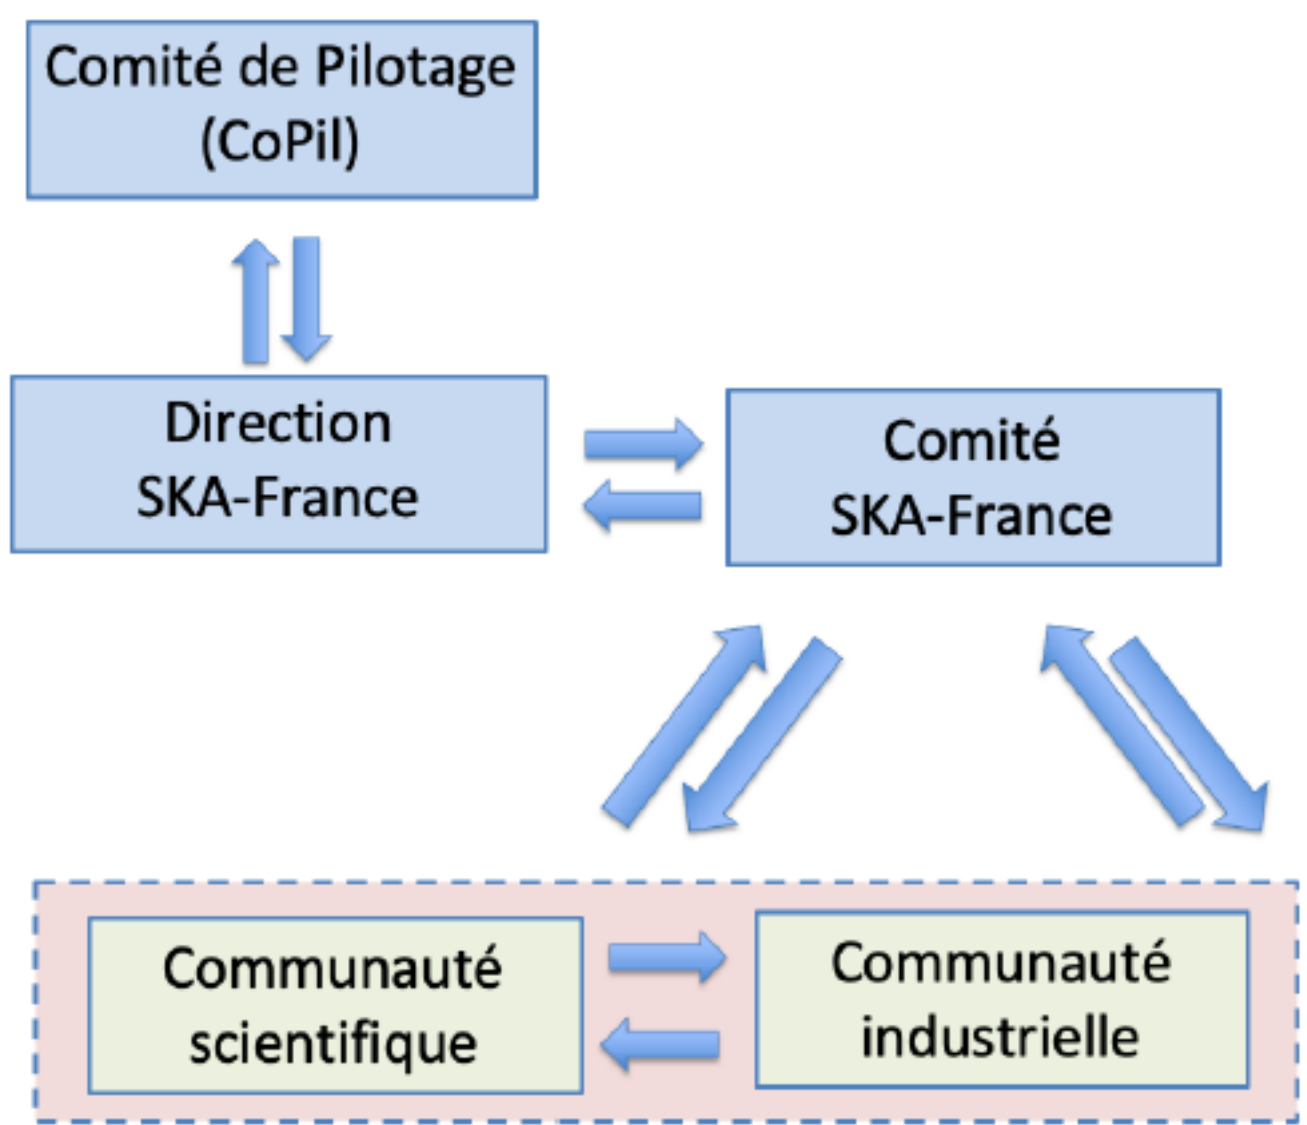 Comité de Pilotage
(CoPil)
Direction
SKA-France
Comité
SKA-France
Communauté
scientifique
Communauté
industrielle